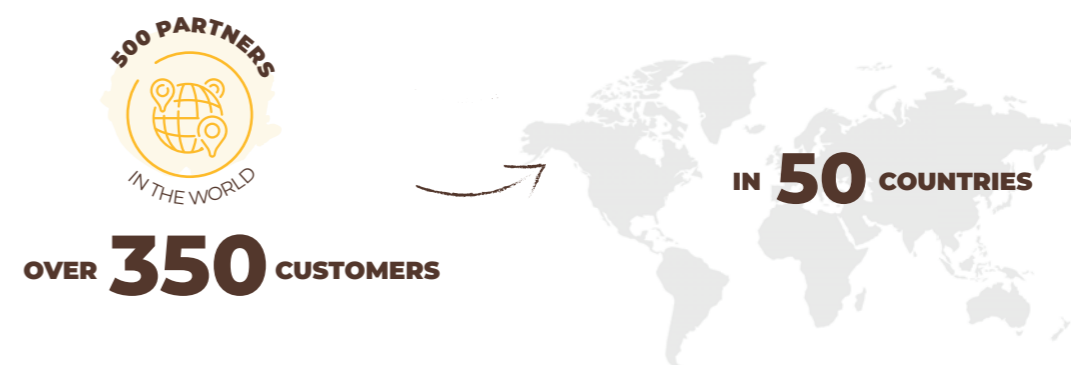 500 PARTNERS
IN THE WORLD
OVER 350 CUSTOMERS
IN 50 COUNTRIES